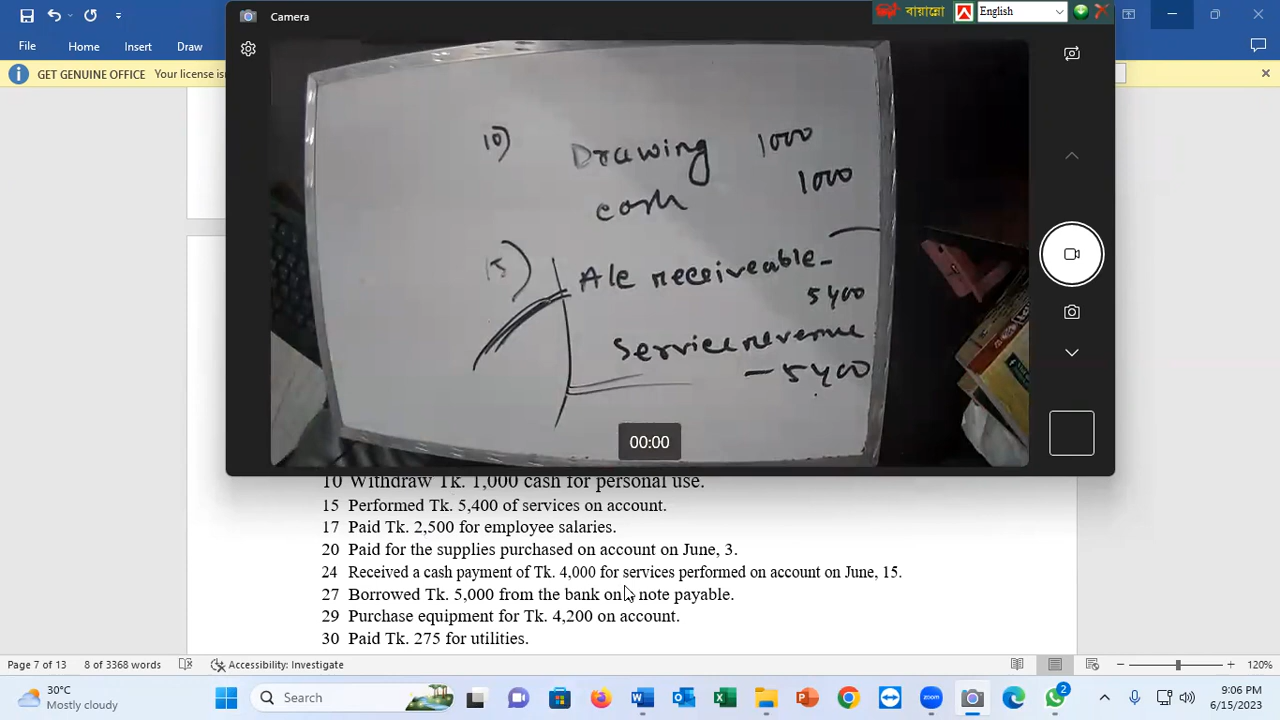 Camera
বায়ান্নো
English
File Home Insert Draw
GET GENUINE OFFICE Your license
10) Drawing 1000
cash 1000
15) A/c receiveable -
5400
Service revenue
- 5400
00:00
10 Withdraw Tk. 1,000 cash for personal use.
15 Performed Tk. 5,400 of services on account.
17 Paid Tk. 2,500 for employee salaries.
20 Paid for the supplies purchased on account on June, 3.
24 Received a cash payment of Tk. 4,000 for services performed on account on June, 15.
27 Borrowed Tk. 5,000 from the bank on note payable.
29 Purchase equipment for Tk. 4,200 on account.
30 Paid Tk. 275 for utilities.
Page 7 of 13 8 of 3368 words Accessibility: Investigate 120%
30°C
Mostly cloudy
Search
zoom
2
9:06 PM
6/15/2023